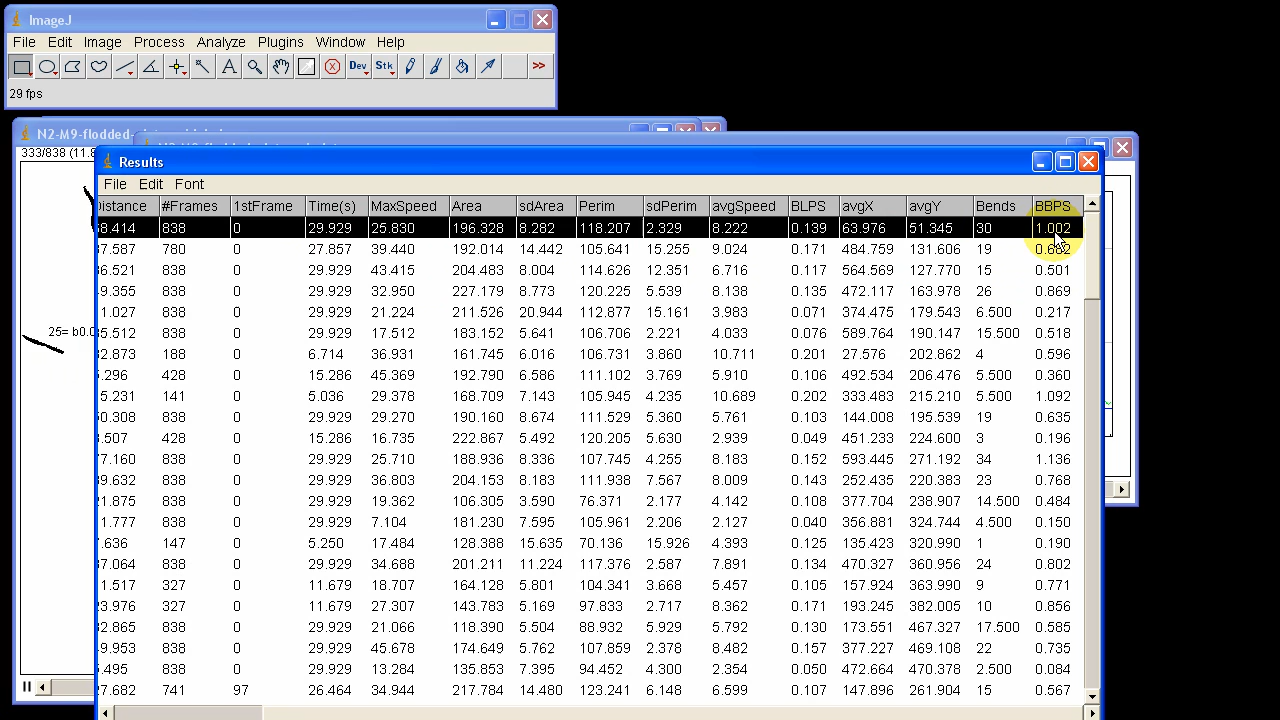 ImageJ
File Edit Image Process Analyze Plugins Window Help
Dev Stk >>
29 fps
N2-M9-flodded-
333/838 (11.8
25= b0.0
Results
File Edit Font
Distance #Frames 1stFrame Time(s) MaxSpeed Area sdArea Perim sdPerim avgSpeed BLPS avgX avgY Bends BBPS
8.414 838 0 29.929 25.830 196.328 8.282 118.207 2.329 8.222 0.139 63.976 51.345 30 1.002
7.587 780 0 27.857 39.440 192.014 14.442 105.641 15.255 9.024 0.171 484.759 131.606 19 0.682
6.521 838 0 29.929 43.415 204.483 8.004 114.626 12.351 6.716 0.117 564.569 127.770 15 0.501
9.355 838 0 29.929 32.950 227.179 8.773 120.225 5.539 8.138 0.135 472.117 163.978 26 0.869
1.027 838 0 29.929 21.224 211.526 20.944 112.877 15.161 3.983 0.071 374.475 179.543 6.500 0.217
5.512 838 0 29.929 17.512 183.152 5.641 106.706 2.221 4.033 0.076 589.764 190.147 15.500 0.518
2.873 188 0 6.714 36.931 161.745 6.016 106.731 3.860 10.711 0.201 27.576 202.862 4 0.596
.296 428 0 15.286 45.369 192.790 6.586 111.102 3.769 5.910 0.106 492.534 206.476 5.500 0.360
5.231 141 0 5.036 29.378 168.709 7.143 105.945 4.235 10.689 0.202 333.483 215.210 5.500 1.092
0.308 838 0 29.929 29.271 190.160 8.674 111.529 5.360 5.761 0.103 144.008 195.539 19 0.635
.507 428 0 15.286 16.735 222.867 5.492 120.205 5.630 2.939 0.049 451.233 224.600 3 0.196
7.160 838 0 29.929 25.710 188.936 8.336 107.745 4.255 8.183 0.152 593.445 271.192 34 1.136
9.632 838 0 29.929 36.803 204.153 8.183 111.938 7.567 8.009 0.143 252.435 220.383 23 0.768
1.875 838 0 29.929 19.395 106.305 3.590 76.371 2.177 4.142 0.108 377.704 238.907 14.500 0.484
1.777 838 0 29.929 7.104 181.230 7.595 105.961 2.206 2.127 0.040 356.881 324.744 4.500 0.150
.636 147 0 5.250 17.484 128.388 15.635 70.136 15.926 4.393 0.125 135.423 320.990 1 0.190
7.064 838 0 29.929 34.688 201.211 11.224 117.376 2.587 7.891 0.134 470.327 360.956 24 0.802
1.517 327 0 11.679 18.707 164.128 5.801 104.341 3.668 5.457 0.105 157.924 363.990 9 0.771
3.976 327 0 11.679 27.307 143.783 5.169 97.833 2.717 8.362 0.171 193.245 382.005 10 0.856
2.865 838 0 29.929 21.066 118.390 5.504 88.932 5.929 5.792 0.130 173.551 467.327 17.500 0.585
9.953 838 0 29.929 45.678 174.649 5.762 107.859 2.378 8.482 0.157 377.227 469.108 22 0.735
.495 838 0 29.929 13.284 135.853 7.395 94.452 4.300 2.354 0.050 472.664 470.378 2.500 0.084
7.682 741 97 26.464 34.944 217.784 14.480 123.241 6.148 6.592 0.107 147.896 261.904 15 0.567